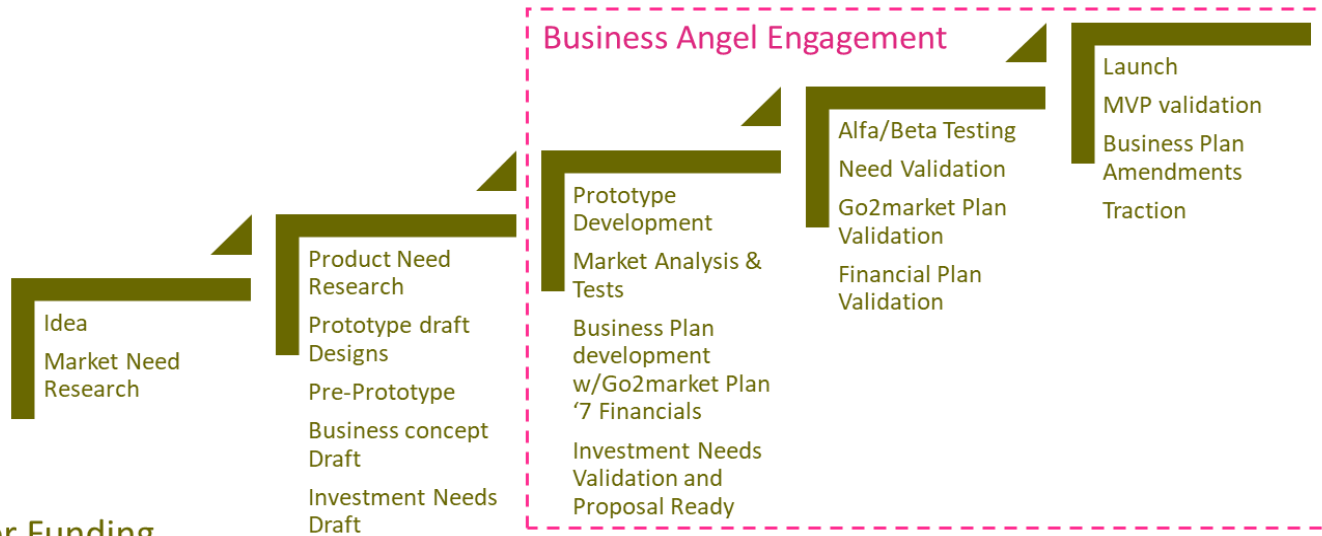 Business Angel Engagement
Idea
Market Need
Research
Product Need
Research
Prototype draft
Designs
Pre-Prototype
Business concept
Draft
Investment Needs
Draft
Prototype
Development
Market Analysis &
Tests
Business Plan
development
w/Go2market Plan
‘7 Financials
Investment Needs
Validation and
Proposal Ready
Alfa/Beta Testing
Need Validation
Go2market Plan
Validation
Financial Plan
Validation
Launch
MVP validation
Business Plan
Amendments
Traction
Funding